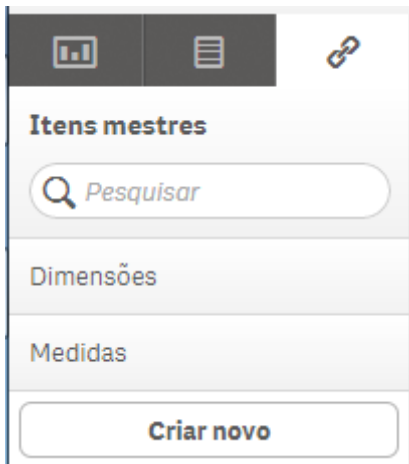 Itens mestres
Pesquisar
Dimensões
Medidas
Criar novo